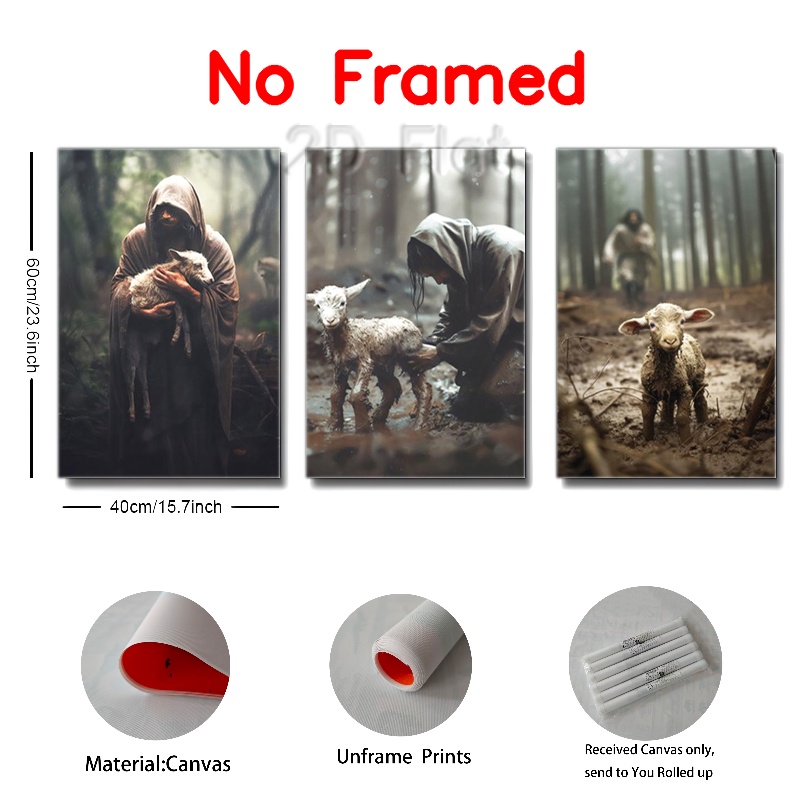 No Framed
2D Flat
60cm/23.6inch
40cm/15.7inch
Material:Canvas
Unframe Prints
Received Canvas only,
send to You Rolled up